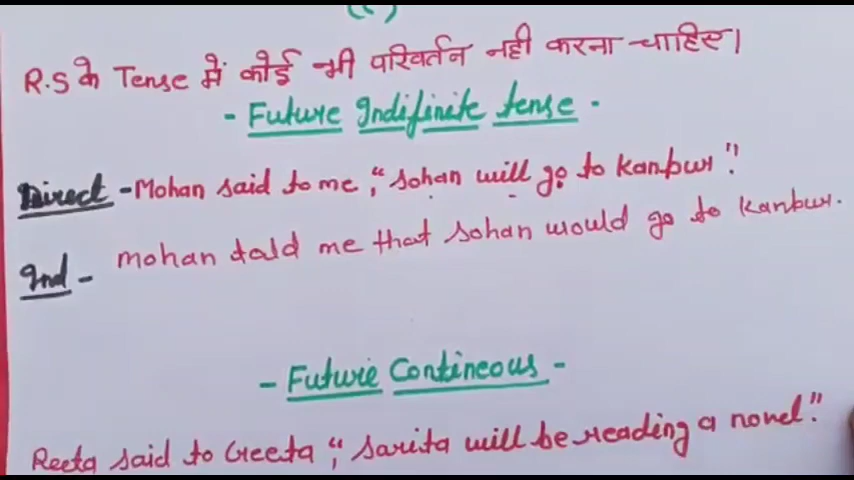 R.S के Tense में कोई भी परिवर्तन नही करना चाहिए।
- Future Indifinite tense -
Direct - Mohan said to me, "Sohan will go to Kanpur".
Ind - mohan told me that Sohan would go to Kanpur.
- Future Contineous -
Reeta said to Geeta, "Sarita will be reading a novel".